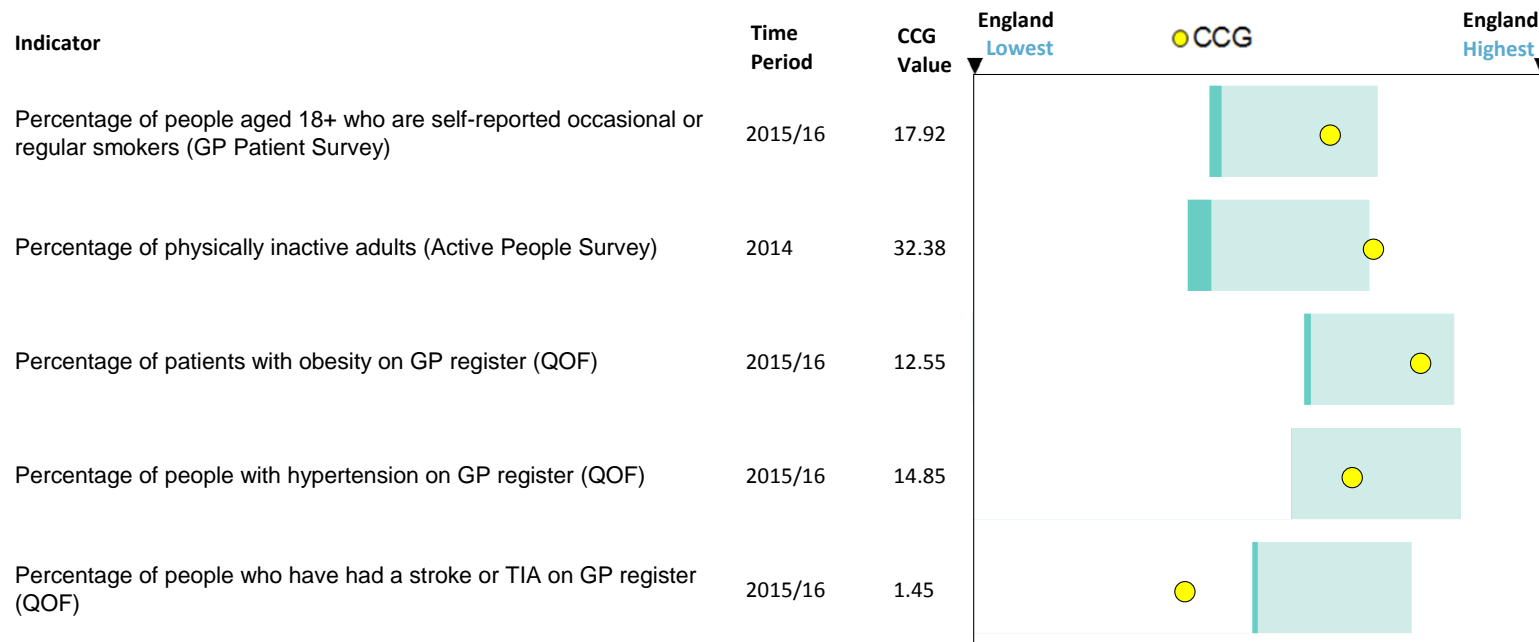 Indicator
Time
Period
CCG
Value
England
Lowest
CCG
England
Highest
Percentage of people aged 18+ who are self-reported occasional or
regular smokers (GP Patient Survey)
2015/16
17.92
Percentage of physically inactive adults (Active People Survey)
2014
32.38
Percentage of patients with obesity on GP register (QOF)
2015/16
12.55
Percentage of people with hypertension on GP register (QOF)
2015/16
14.85
Percentage of people who have had a stroke or TIA on GP register
(QOF)
2015/16
1.45